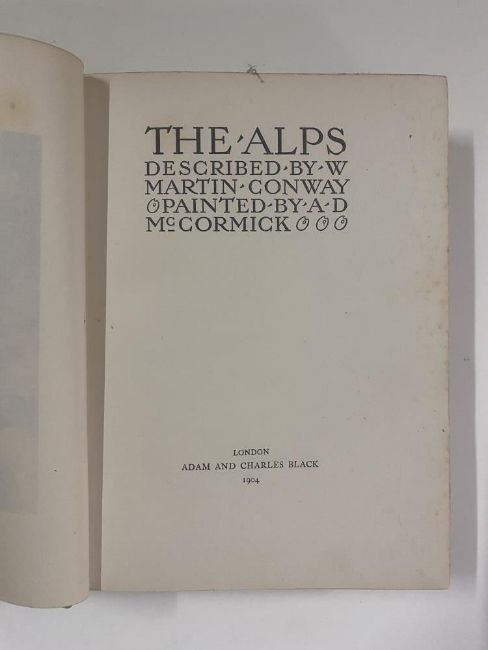 THE·ALPS
DESCRIBED·BY·W
MARTIN·CONWAY
PAINTED·BY·A·D
McCORMICK
LONDON
ADAM AND CHARLES BLACK
1904